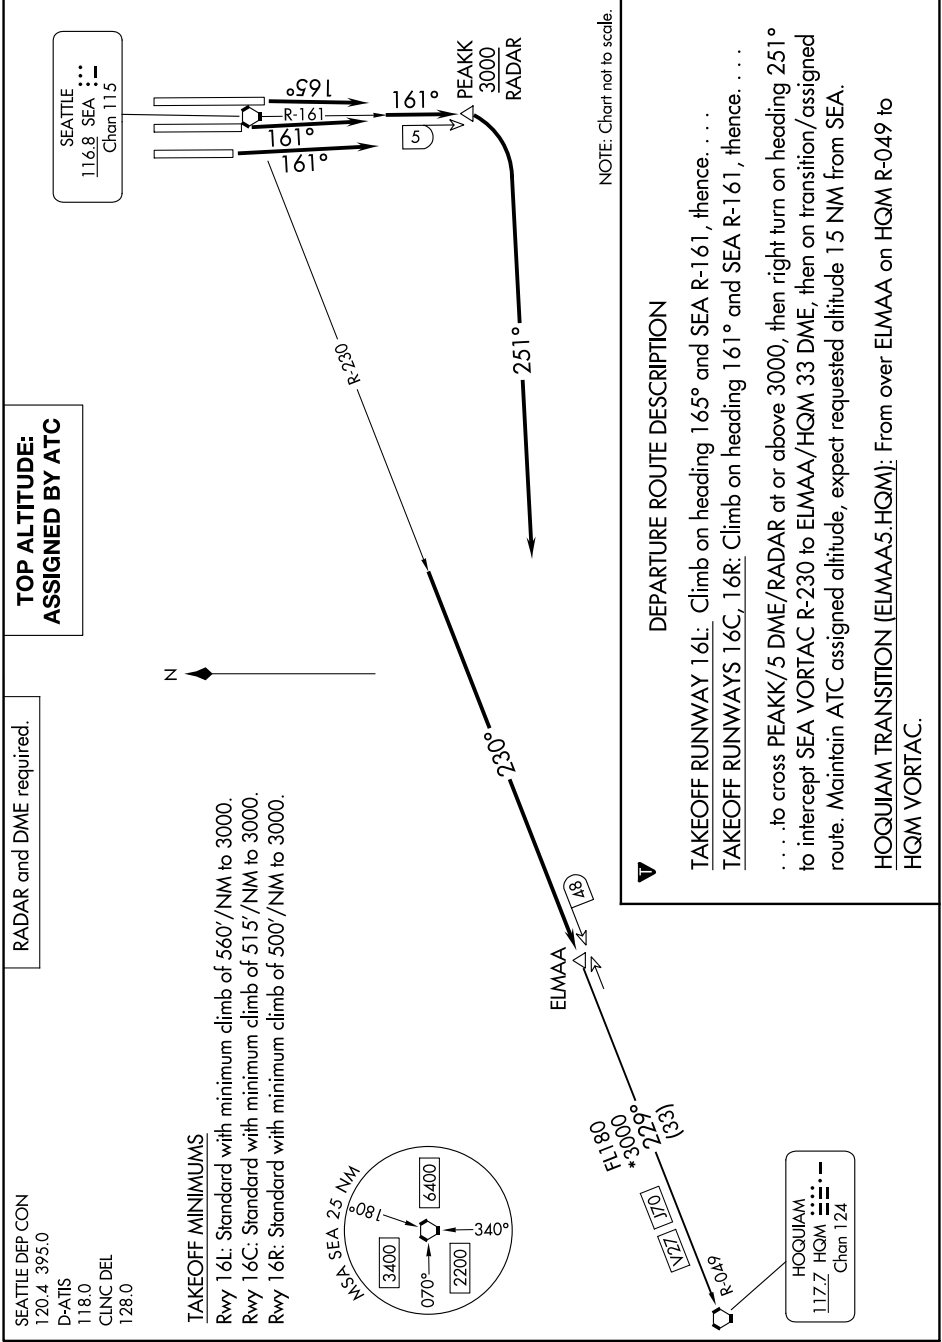 SEATTLE DEP CON
120.4 395.0
D-ATIS
118.0
CLNC DEL
128.0
RADAR and DME required.
TOP ALTITUDE:
ASSIGNED BY ATC
SEATTLE
116.8 SEA
Chan 115
165°
R-161
161°
161°
161°
5
PEAKK
3000
RADAR
R-230
251°
N
NOTE: Chart not to scale.
TAKEOFF MINIMUMS
Rwy 16L: Standard with minimum climb of 560'/NM to 3000.
Rwy 16C: Standard with minimum climb of 515'/NM to 3000.
Rwy 16R: Standard with minimum climb of 500'/NM to 3000.
230°
48
ELMAA
MSA SEA 25 NM
180°
3400
6400
070°
2200
340°
FL180
*3000
229°
(33)
V27
J70
R-049
HOQUIAM
117.7 HQM
Chan 124
T
DEPARTURE ROUTE DESCRIPTION
TAKEOFF RUNWAY 16L: Climb on heading 165° and SEA R-161, thence. . . .
TAKEOFF RUNWAYS 16C, 16R: Climb on heading 161° and SEA R-161, thence. . . .
. . . .to cross PEAKK/5 DME/RADAR at or above 3000, then right turn on heading 251°
to intercept SEA VORTAC R-230 to ELMAA/HQM 33 DME, then on transition/assigned
route. Maintain ATC assigned altitude, expect requested altitude 15 NM from SEA.
HOQUIAM TRANSITION (ELMAA5.HQM): From over ELMAA on HQM R-049 to
HQM VORTAC.